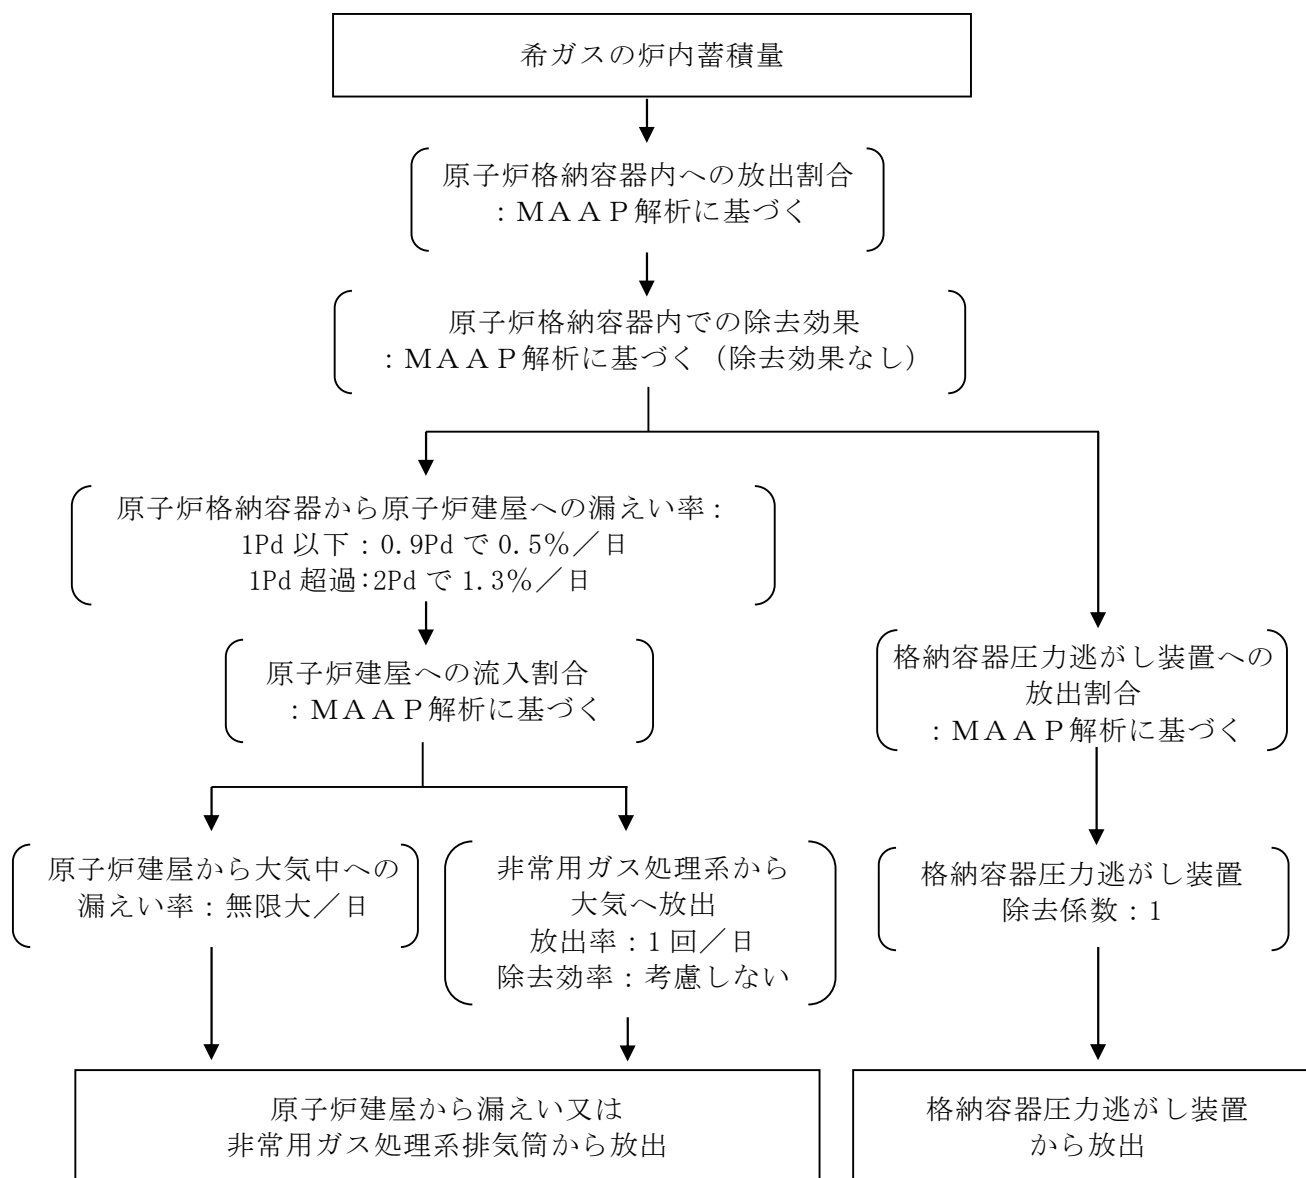 希ガスの炉内蓄積量
原子炉格納容器内への放出割合
：ＭＡＡＰ解析に基づく
原子炉格納容器内での除去効果
：ＭＡＡＰ解析に基づく（除去効果なし）
原子炉格納容器から原子炉建屋への漏えい率：
1Pd 以下：0.9Pd で 0.5％／日
1Pd 超過：2Pd で 1.3％／日
原子炉建屋への流入割合
：ＭＡＡＰ解析に基づく
格納容器圧力逃がし装置への
放出割合
：ＭＡＡＰ解析に基づく
原子炉建屋から大気中への
漏えい率：無限大／日
非常用ガス処理系から
大気へ放出
放出率：1 回／日
除去効率：考慮しない
格納容器圧力逃がし装置
除去係数：1
原子炉建屋から漏えい又は
非常用ガス処理系排気筒から放出
格納容器圧力逃がし装置
から放出